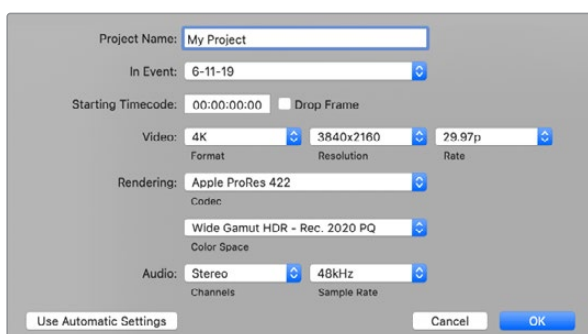 Project Name: My Project
In Event: 6-11-19
Starting Timecode: 00:00:00:00 Drop Frame
Video: 4K 3840x2160 29.97p
Format Resolution Rate
Rendering: Apple ProRes 422
Codec
Wide Gamut HDR - Rec. 2020 PQ
Color Space
Audio: Stereo 48kHz
Channels Sample Rate
Use Automatic Settings Cancel OK